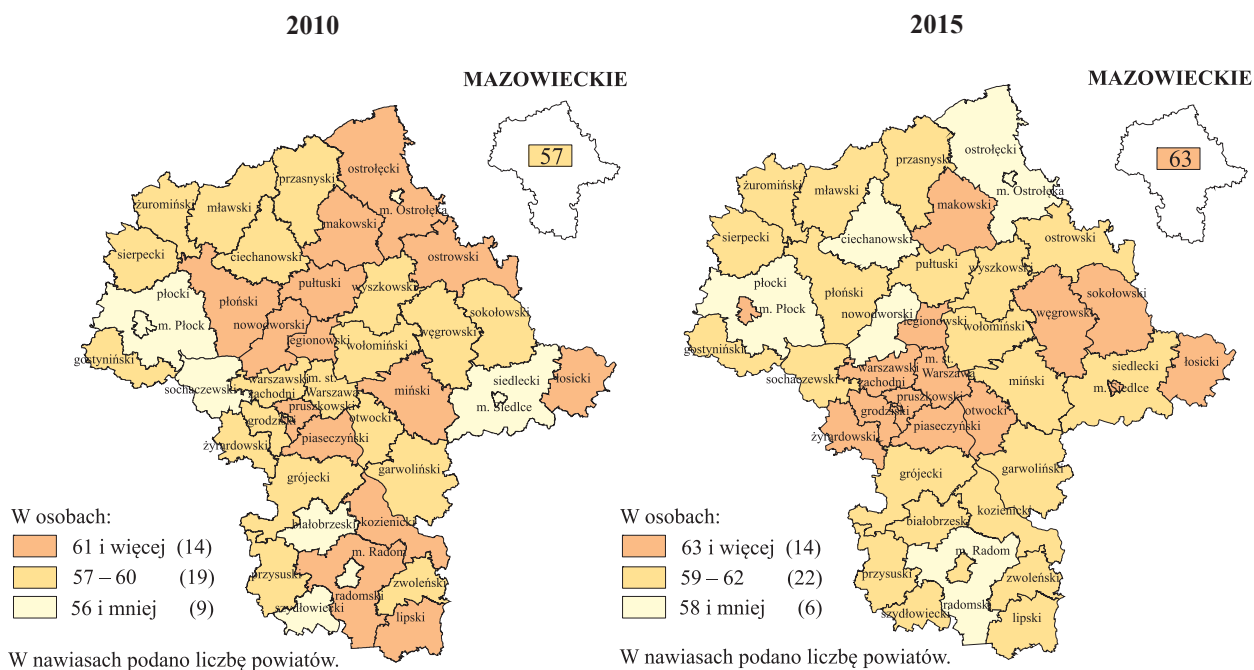 2010
MAZOWIECKIE
57
ostrołęcki
przasnyski
m. Ostrołęka
żuromiński
mławski
makowski
sierpecki
ciechanowski
ostrowski
płocki
płoński
pułtuski
wyszkowski
sokołowski
m. Płock
nowodworski
węgrowski
legionowski
wołomiński
gostyniński
sochaczewski
warszawski
zachodni
m. st.
Warszawa
miński
siedlecki
łosicki
m. Siedlce
pruszkowski
grodziski
otwocki
żyrardowski
piaseczyński
garwoliński
grójecki
białobrzeski
kozienicki
m. Radom
przysuski
zwoleński
radomski
szydłowiecki
lipski
W osobach:
61 i więcej (14)
57 – 60 (19)
56 i mniej (9)
W nawiasach podano liczbę powiatów.
2015
MAZOWIECKIE
63
ostrołęcki
przasnyski
m. Ostrołęka
żuromiński
mławski
makowski
sierpecki
ciechanowski
ostrowski
płocki
płoński
pułtuski
wyszkowski
sokołowski
m. Płock
nowodworski
węgrowski
legionowski
wołomiński
gostyniński
sochaczewski
warszawski
zachodni
m. st.
Warszawa
miński
siedlecki
łosicki
m. Siedlce
pruszkowski
grodziski
otwocki
żyrardowski
piaseczyński
garwoliński
grójecki
białobrzeski
kozienicki
m. Radom
przysuski
zwoleński
radomski
szydłowiecki
lipski
W osobach:
63 i więcej (14)
59 – 62 (22)
58 i mniej (6)
W nawiasach podano liczbę powiatów.